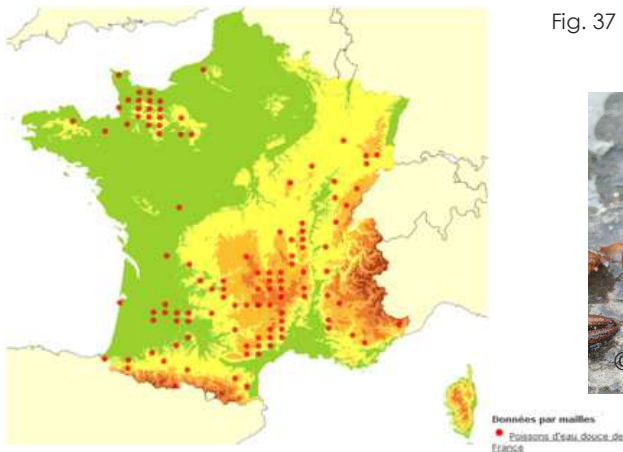 Fig. 37
©
Données par mailles
Poissons d'eau douce de
France